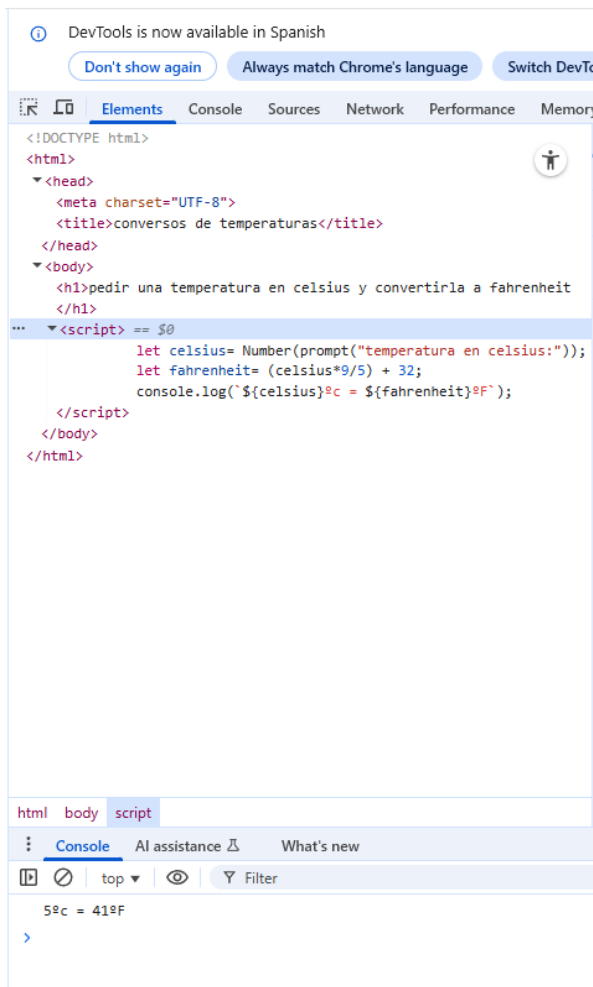 DevTools is now available in Spanish
Don't show again Always match Chrome's language Switch DevTo
Elements Console Sources Network Performance Memory
<!DOCTYPE html>
<html>
<head>
<meta charset="UTF-8">
<title>conversos de temperaturas</title>
</head>
<body>
<h1>pedir una temperatura en celsius y convertirla a fahrenheit
</h1>
··· <script> == $0
let celsius= Number(prompt("temperatura en celsius:"));
let fahrenheit= (celsius*9/5) + 32;
console.log(`${celsius}ºc = ${fahrenheit}ºF`);
</script>
</body>
</html>
html body script
Console AI assistance What's new
top Filter
5ºc = 41ºF